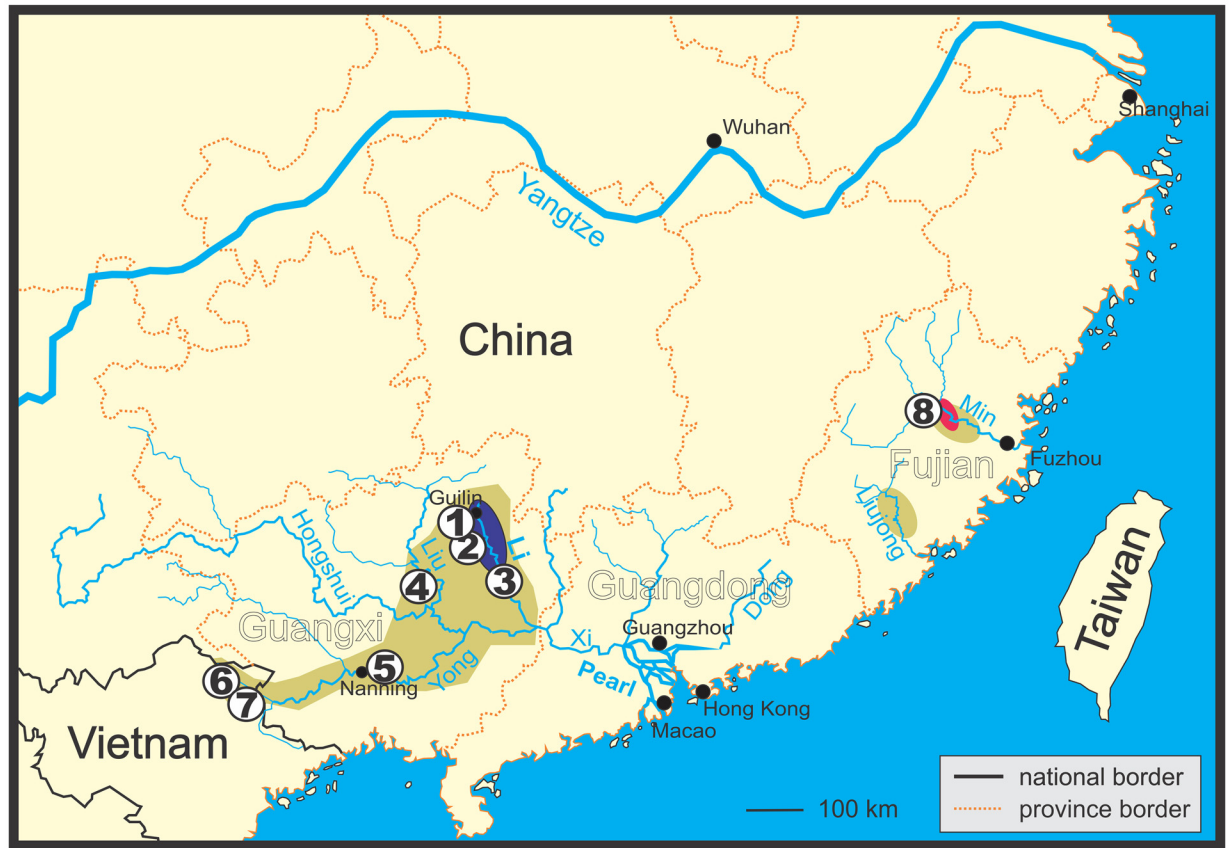 Shanghai
Wuhan
Yangtze
China
8
Min
Fujian
Fuzhou
Jiujong
Guilin
1
2
Li
3
Hongshui
Liu
4
Guangxi
Guangdong
Dong
Taiwan
Guangzhou
Xi
Pearl
Yong
5
Nanning
6
7
Hong Kong
Macao
Vietnam
100 km
national border
province border